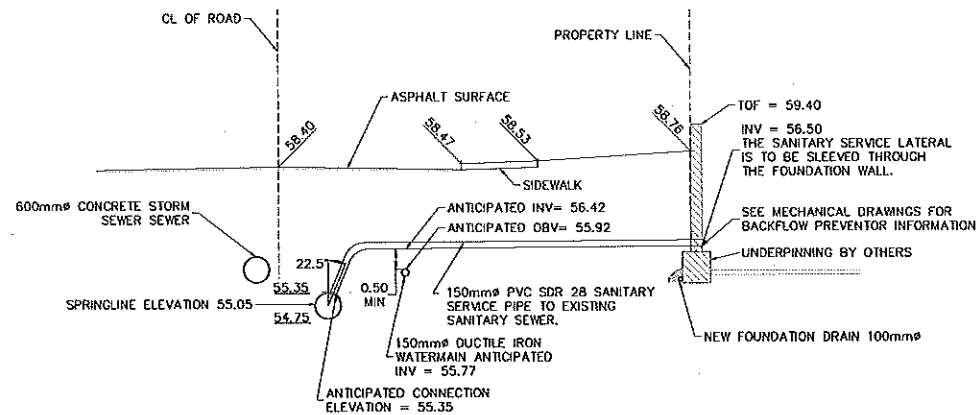 CL OF ROAD
PROPERTY LINE
ASPHALT SURFACE
TOF = 59.40
58.40
58.47
58.53
58.76
INV = 56.50
THE SANITARY SERVICE LATERAL
IS TO BE SLEEVED THROUGH
THE FOUNDATION WALL.
SIDEWALK
600mmø CONCRETE STORM
SEWER SEWER
ANTICIPATED INV= 56.42
ANTICIPATED OBV= 55.92
SEE MECHANICAL DRAWINGS FOR
BACKFLOW PREVENTOR INFORMATION
UNDERPINNING BY OTHERS
22.5°
55.35
SPRINGLINE ELEVATION 55.05
54.75
0.50
MIN
150mmø PVC SDR 28 SANITARY
SERVICE PIPE TO EXISTING
SANITARY SEWER.
NEW FOUNDATION DRAIN 100mmø
150mmø DUCTILE IRON
WATERMAIN ANTICIPATED
INV = 55.77
ANTICIPATED CONNECTION
ELEVATION = 55.35